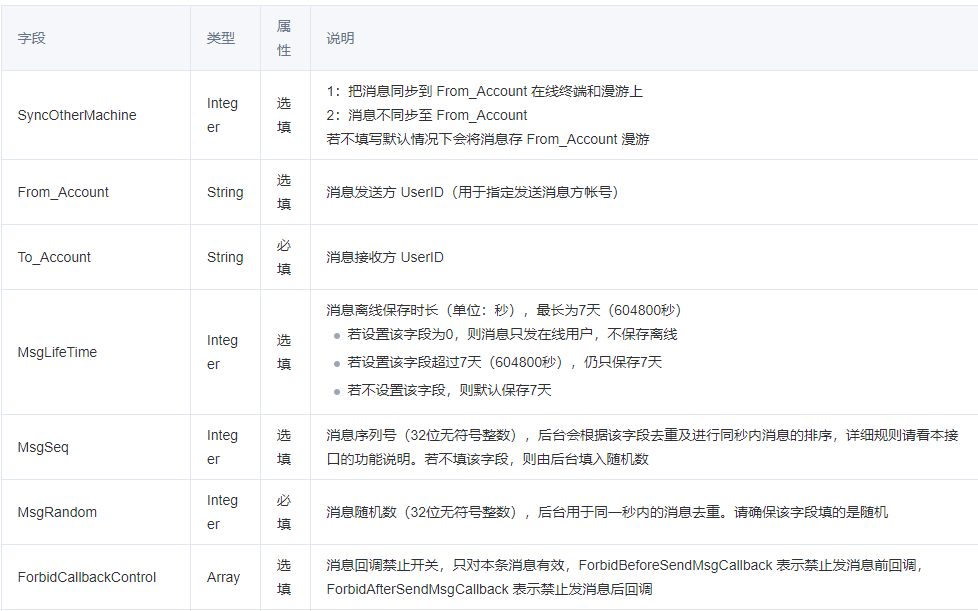 字段 类型 属性 说明
SyncOtherMachine Integer 选填 1：把消息同步到 From_Account 在线终端和漫游上
2：消息不同步至 From_Account
若不填写默认情况下会将消息存 From_Account 漫游
From_Account String 选填 消息发送方 UserID（用于指定发送消息方帐号）
To_Account String 必填 消息接收方 UserID
MsgLifeTime Integer 选填 消息离线保存时长（单位：秒），最长为7天（604800秒）
若设置该字段为0，则消息只发在线用户，不保存离线
若设置该字段超过7天（604800秒），仍只保存7天
若不设置该字段，则默认保存7天
MsgSeq Integer 选填 消息序列号（32位无符号整数），后台会根据该字段去重及进行同秒内消息的排序，详细规则请看本接
口的功能说明。若不填该字段，则由后台填入随机数
MsgRandom Integer 必填 消息随机数（32位无符号整数），后台用于同一秒内的消息去重。请确保该字段填的是随机
ForbidCallbackControl Array 选填 消息回调禁止开关，只对本条消息有效，ForbidBeforeSendMsgCallback 表示禁止发消息前回调，
ForbidAfterSendMsgCallback 表示禁止发消息后回调